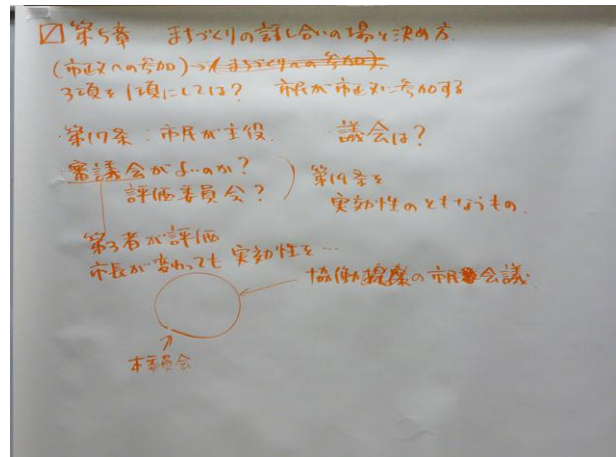 ☑ 第5章 まちづくりの話し合いの場と決め方
(市政への参加)→(まちづくりへの参加)
3項を1項にしては? 市民が市政に参加する
・第17条:市民が主役 議会は?
審議会がよいのか?
評価委員会?
第19条を
実効性のともなうもの
第3者が評価
市長が変わっても 実効性を…
協働推進の市民会議
本委員会